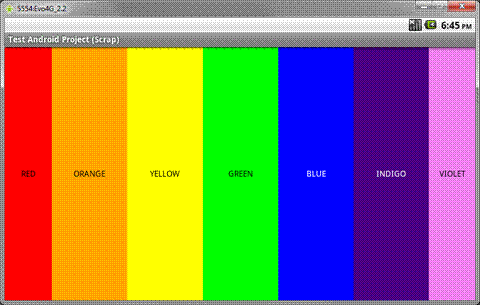 5554:Evo4G_2.2
6:45 PM
Test Android Project (Scrap)
RED ORANGE YELLOW GREEN BLUE INDIGO VIOLET